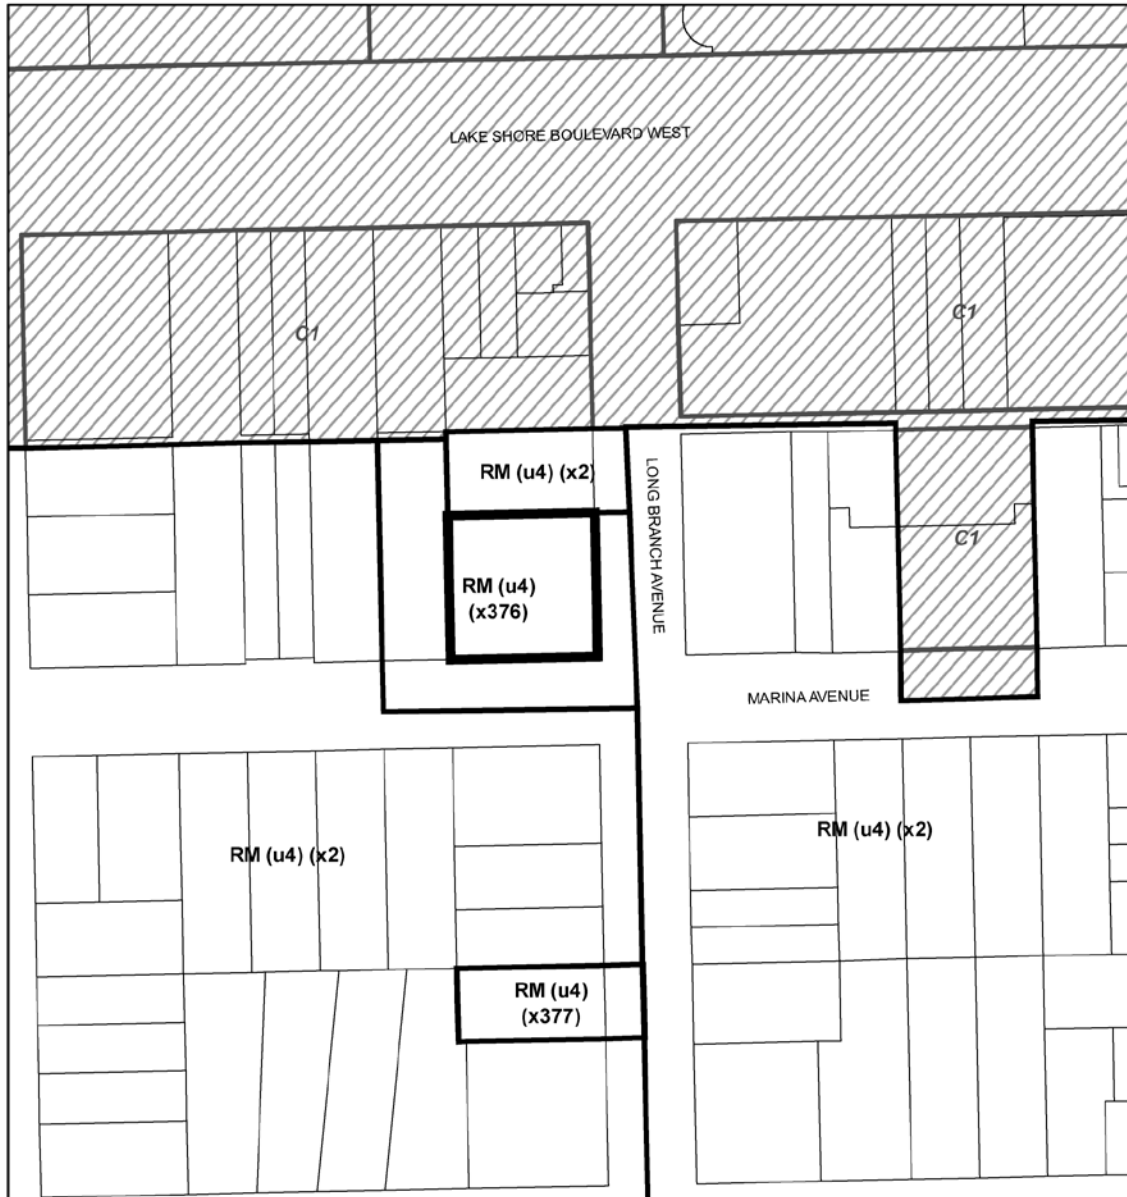 LAKE SHORE BOULEVARD WEST
C1
C1
RM (u4) (x2)
LONG BRANCH AVENUE
C1
RM (u4)
(x376)
MARINA AVENUE
RM (u4) (x2)
RM (u4) (x2)
RM (u4)
(x377)